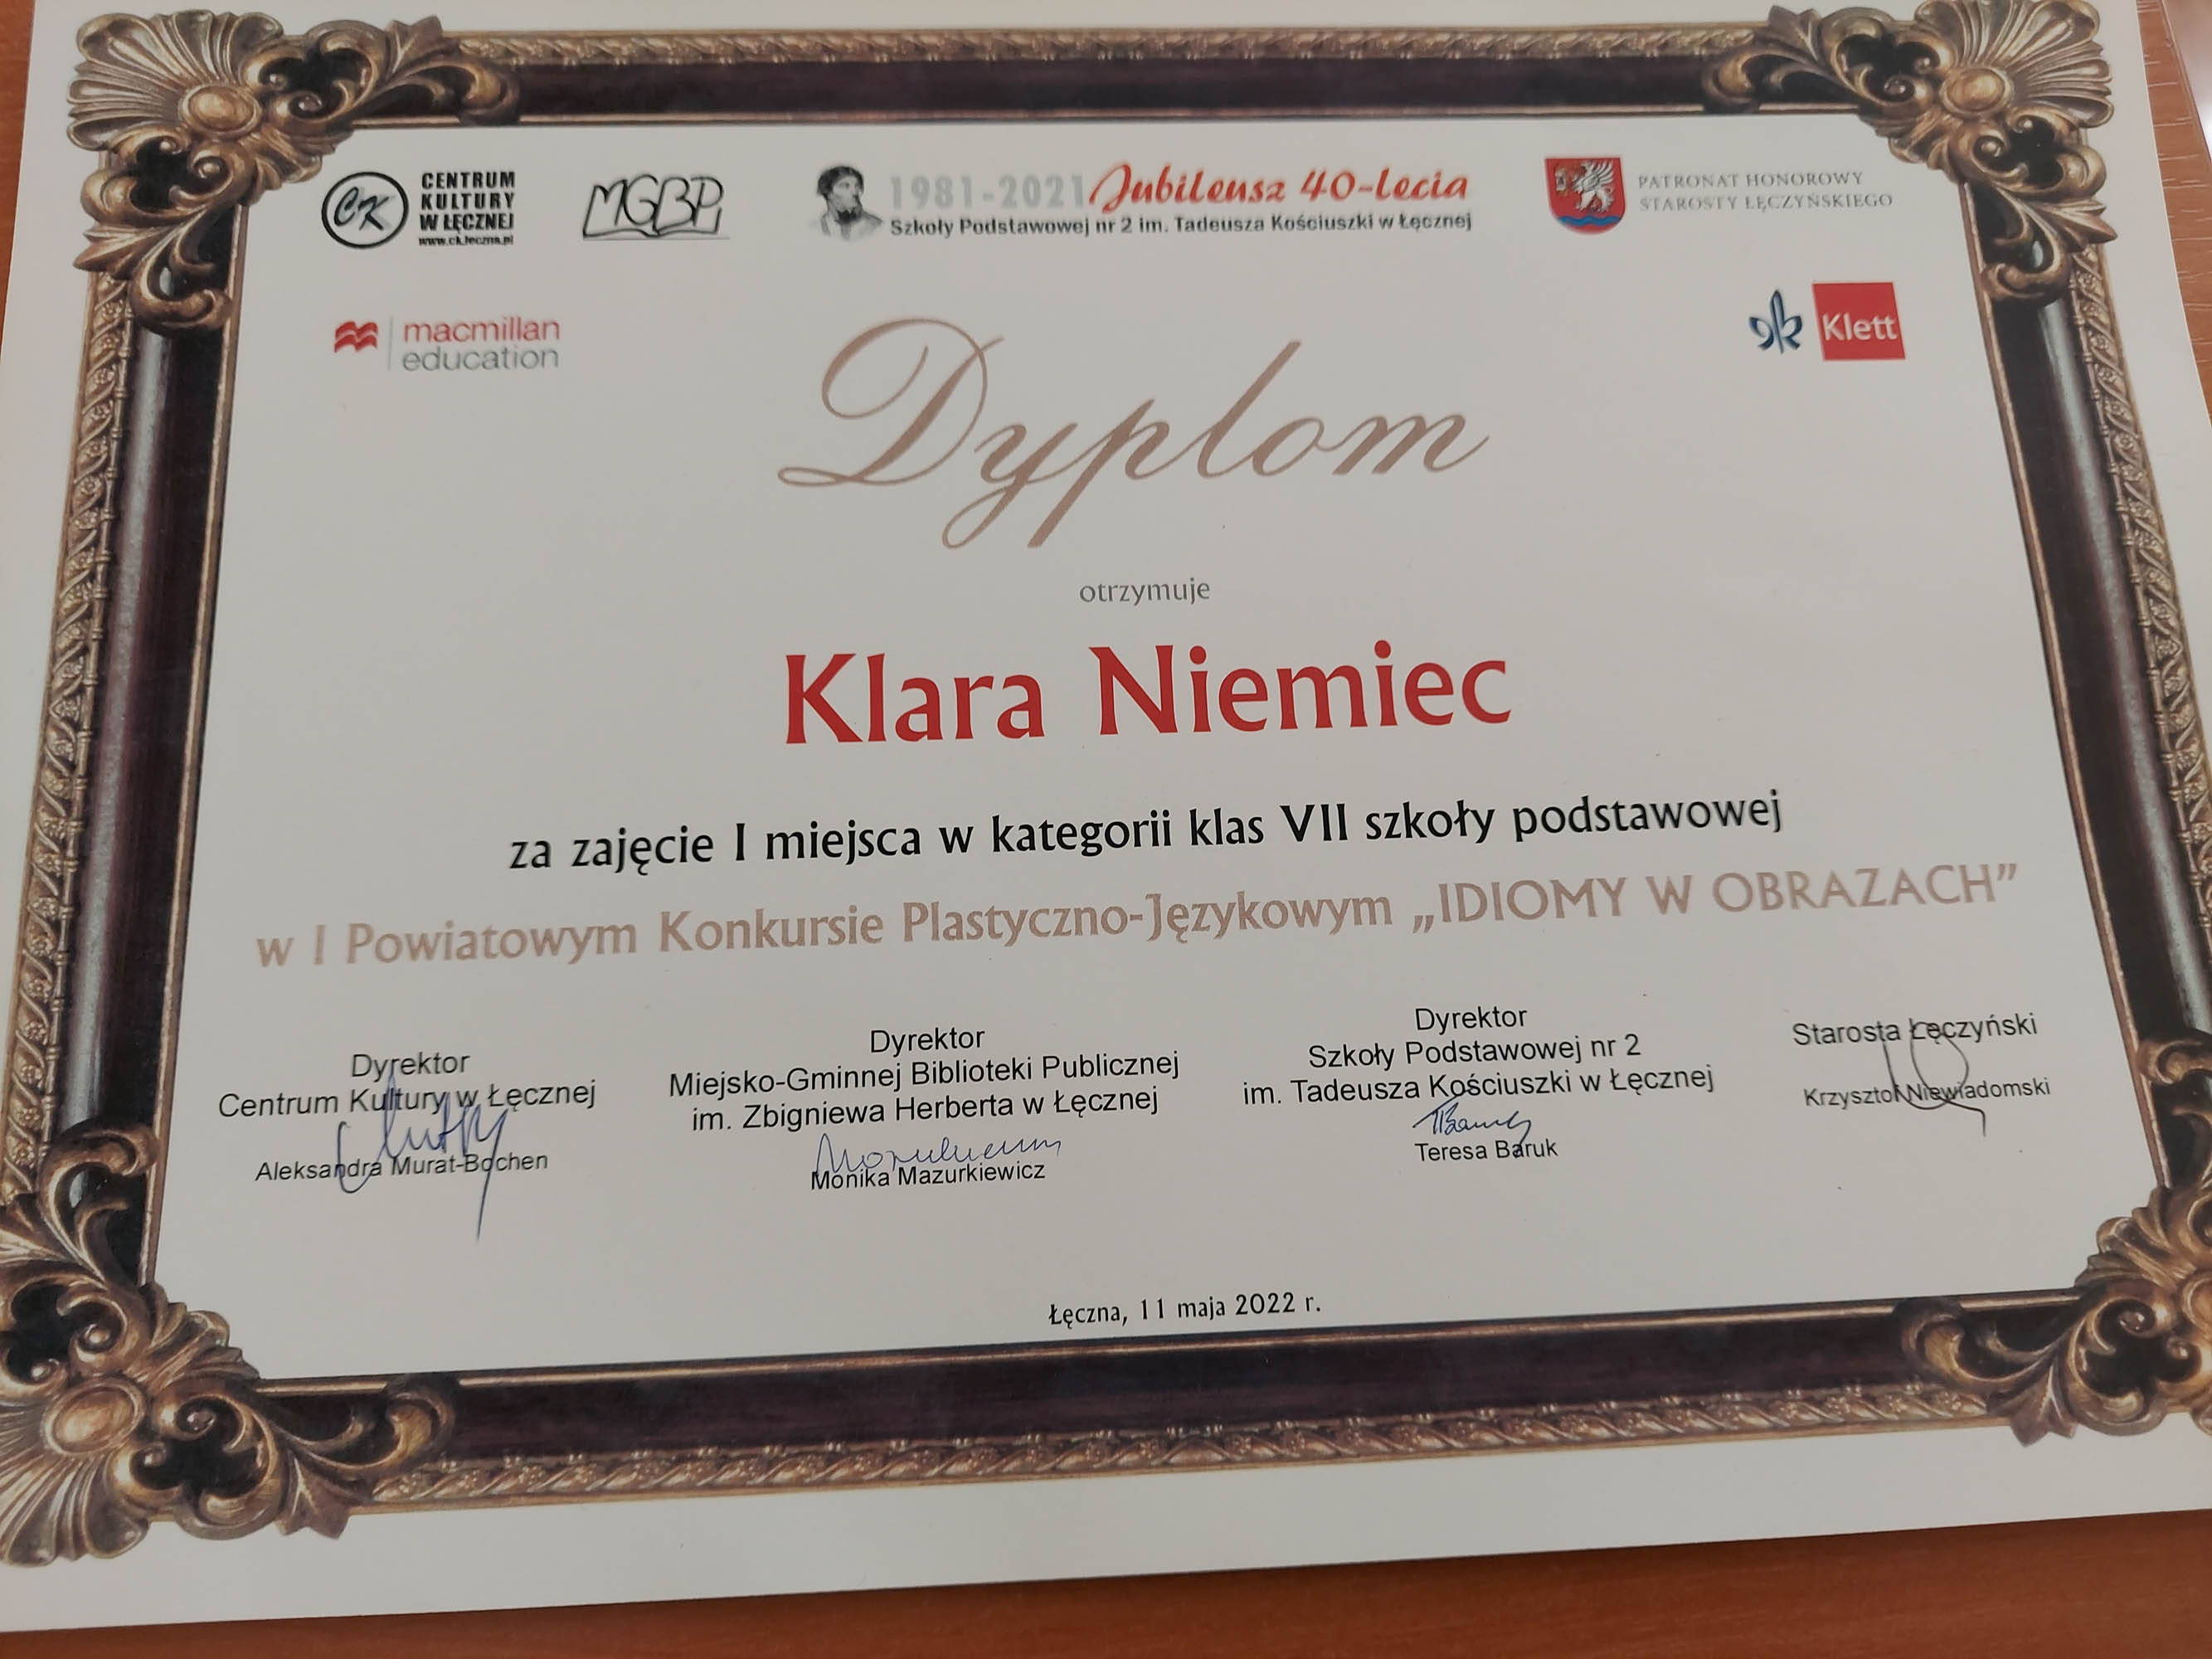 CENTRUM
KULTURY
W ŁĘCZNEJ
www.ck.leczna.pl
MGBP
1981-2021 Jubileusz 40-lecia
Szkoły Podstawowej nr 2 im. Tadeusza Kościuszki w Łęcznej
PATRONAT HONOROWY
STAROSTY ŁĘCZYŃSKIEGO
macmillan
education
Klett
Dyplom
otrzymuje
Klara Niemiec
za zajęcie I miejsca w kategorii klas VII szkoły podstawowej
w I Powiatowym Konkursie Plastyczno-Językowym „IDIOMY W OBRAZACH”
Dyrektor
Centrum Kultury w Łęcznej
Aleksandra Murat-Bochen
Dyrektor
Miejsko-Gminnej Biblioteki Publicznej
im. Zbigniewa Herberta w Łęcznej
Monika Mazurkiewicz
Dyrektor
Szkoły Podstawowej nr 2
im. Tadeusza Kościuszki w Łęcznej
Teresa Baruk
Starosta Łęczyński
Krzysztof Niewiadomski
Łęczna, 11 maja 2022 r.